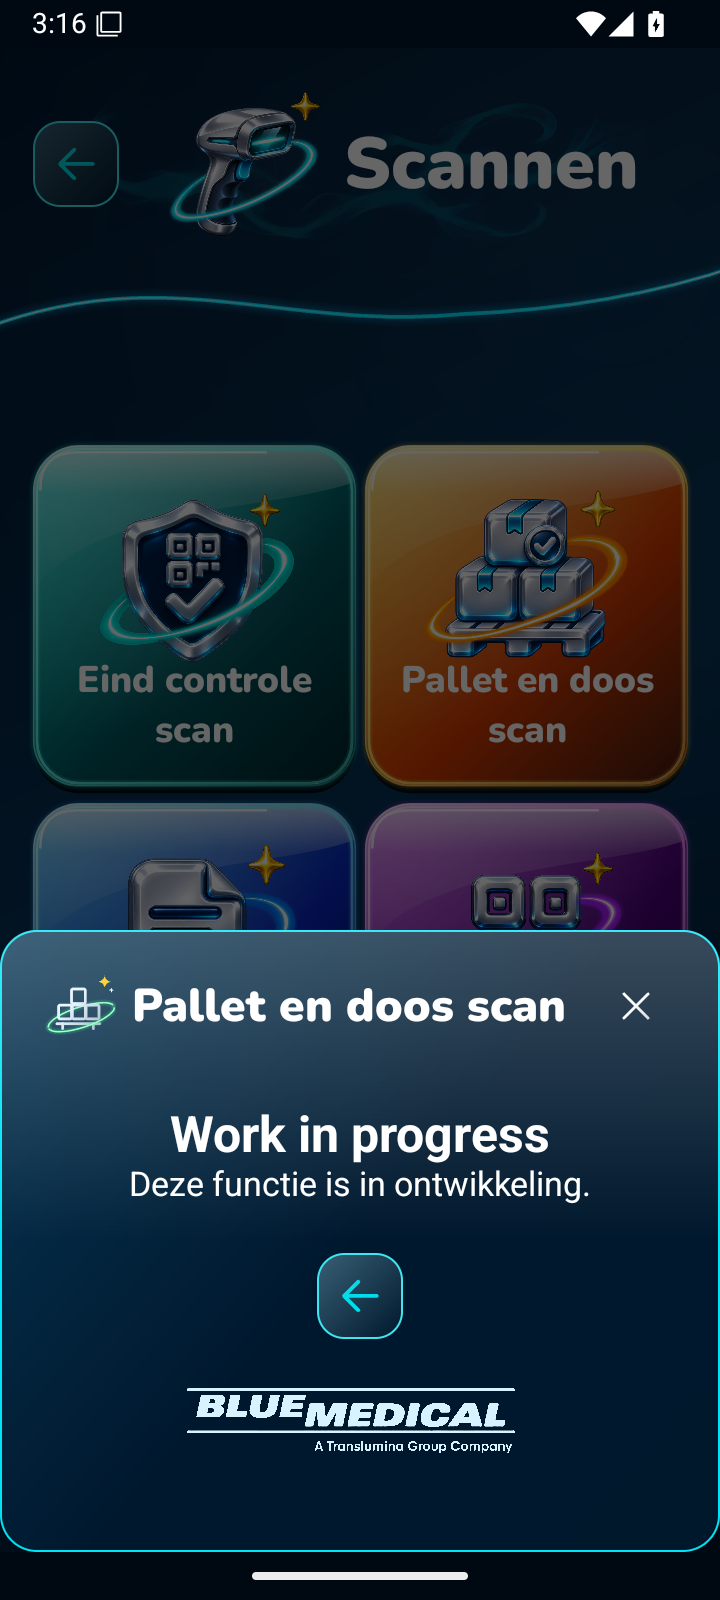 3:16
Scannen
Eind controle
scan
Pallet en doos
scan
Pallet en doos scan
Work in progress
Deze functie is in ontwikkeling.
BLUEMEDICAL
A Translumina Group Company